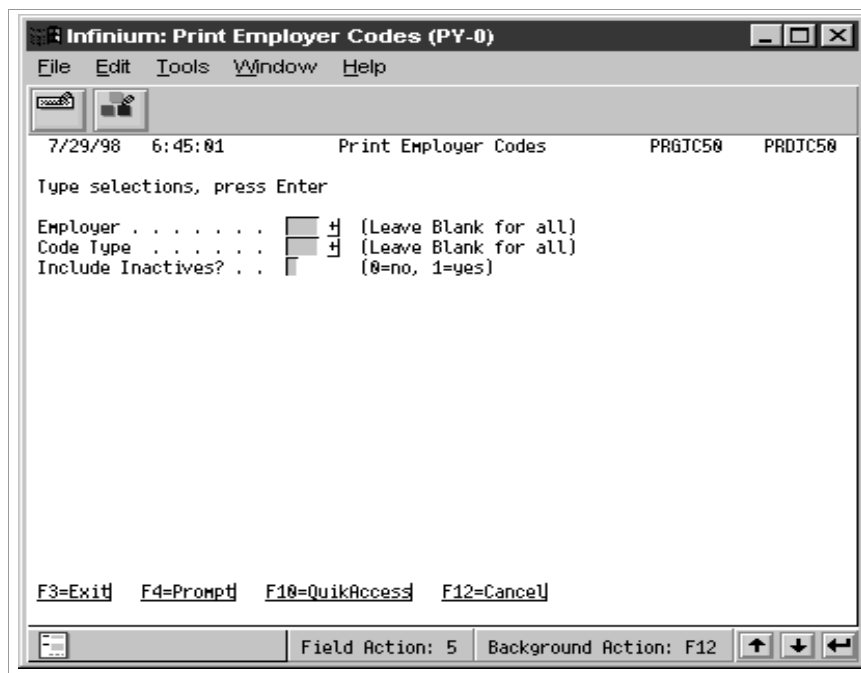 Infinium: Print Employer Codes (PY-0)
File Edit Tools Window Help
7/29/98 6:45:01 Print Employer Codes PRGJC50 PRDJC50
Type selections, press Enter
Employer . . . . . . . + (Leave Blank for all)
Code Type . . . . . . + (Leave Blank for all)
Include Inactives? . . (0=no, 1=yes)
F3=Exit F4=Prompt F10=QuikAccess F12=Cancel
Field Action: 5 Background Action: F12